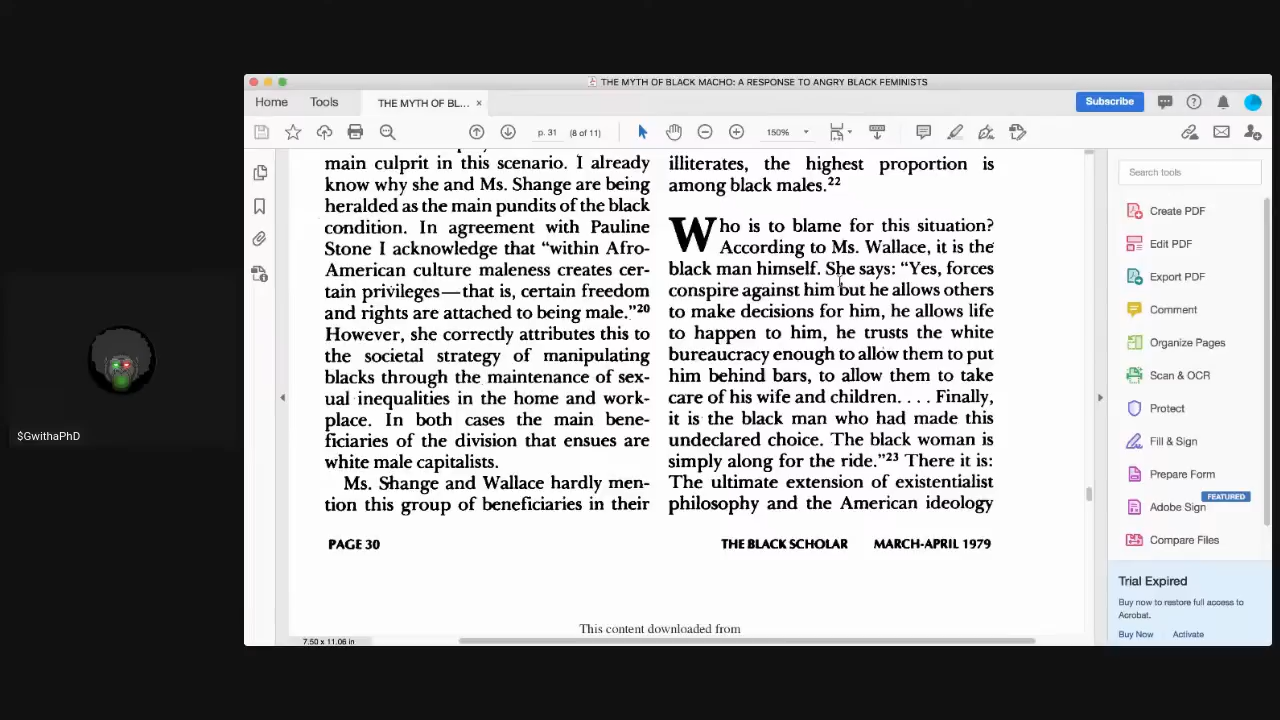 THE MYTH OF BLACK MACHO: A RESPONSE TO ANGRY BLACK FEMINISTS
Home Tools THE MYTH OF BL... × Subscribe
p. 31 (8 of 11) 150%
main culprit in this scenario. I already
know why she and Ms. Shange are being
heralded as the main pundits of the black
condition. In agreement with Pauline
Stone I acknowledge that “within Afro-
American culture maleness creates cer-
tain privileges—that is, certain freedom
and rights are attached to being male.”20
However, she correctly attributes this to
the societal strategy of manipulating
blacks through the maintenance of sex-
ual inequalities in the home and work-
place. In both cases the main bene-
ficiaries of the division that ensues are
white male capitalists.
Ms. Shange and Wallace hardly men-
tion this group of beneficiaries in their
illiterates, the highest proportion is
among black males.22
Who is to blame for this situation?
According to Ms. Wallace, it is the
black man himself. She says: “Yes, forces
conspire against him but he allows others
to make decisions for him, he allows life
to happen to him, he trusts the white
bureaucracy enough to allow them to put
him behind bars, to allow them to take
care of his wife and children. . . . Finally,
it is the black man who had made this
undeclared choice. The black woman is
simply along for the ride.”23 There it is:
The ultimate extension of existentialist
philosophy and the American ideology
PAGE 30
THE BLACK SCHOLAR MARCH-APRIL 1979
This content downloaded from
7.50 x 11.06 in
Search tools
Create PDF
Edit PDF
Export PDF
Comment
Organize Pages
Scan & OCR
Protect
Fill & Sign
Prepare Form
FEATURED
Adobe Sign
Compare Files
Trial Expired
Buy now to restore full access to
Acrobat.
Buy Now Activate
$GwithaPhD